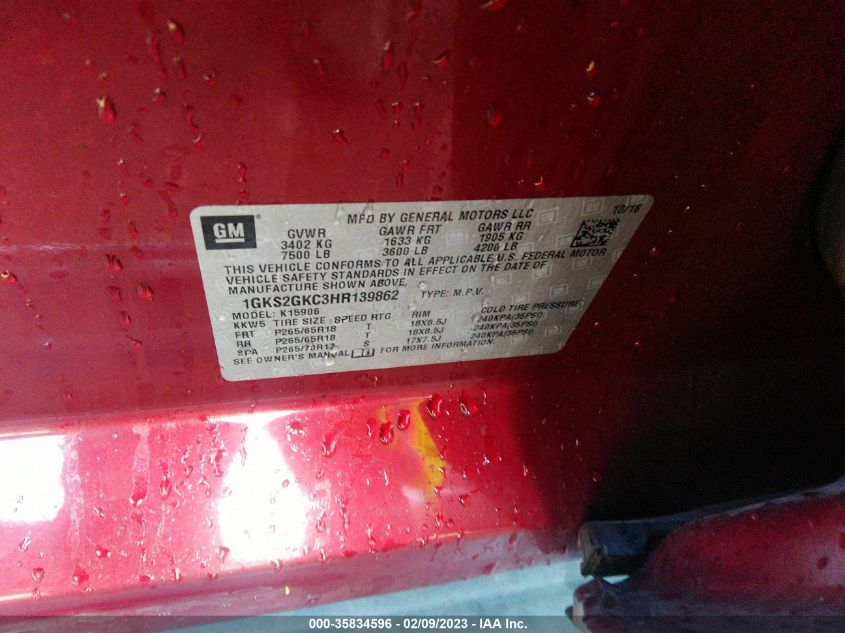 GM
MFD BY GENERAL MOTORS LLC 10/16
GVWR GAWR FRT GAWR RR
3402 KG 1633 KG 1905 KG
7500 LB 3600 LB 4200 LB
THIS VEHICLE CONFORMS TO ALL APPLICABLE U.S. FEDERAL MOTOR
VEHICLE SAFETY STANDARDS IN EFFECT ON THE DATE OF
MANUFACTURE SHOWN ABOVE.
1GKS2GKC3HR139862 TYPE: M.P.V.
MODEL: K15906
KKW5 TIRE SIZE SPEED RTG RIM COLD TIRE PRESSURE
FRT P265/65R18 T 18X8.5J 240KPA(35PSI)
RR P265/65R18 T 18X8.5J 240KPA(35PSI)
SPA P265/70R17 S 17X7.5J 240KPA(35PSI)
SEE OWNER'S MANUAL FOR MORE INFORMATION.
000-35834596 - 02/09/2023 - IAA Inc.